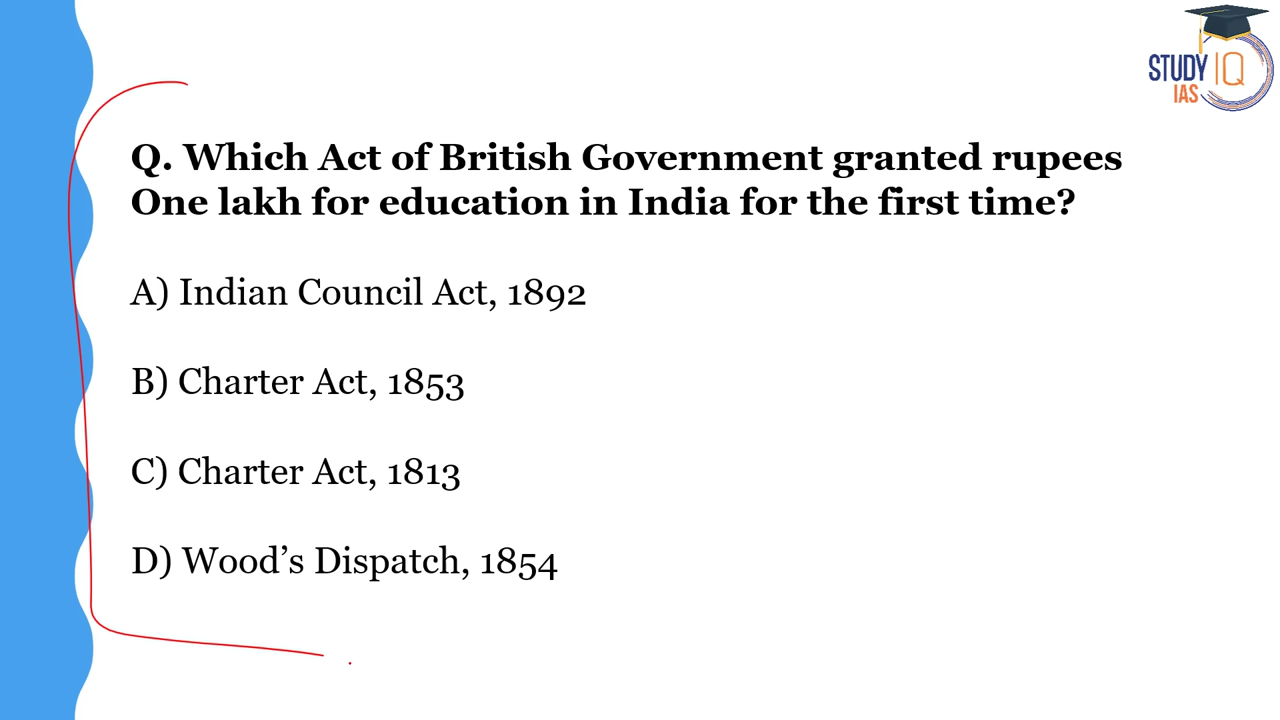 STUDY IQ
IAS
Q. Which Act of British Government granted rupees
One lakh for education in India for the first time?
A) Indian Council Act, 1892
B) Charter Act, 1853
C) Charter Act, 1813
D) Wood’s Dispatch, 1854